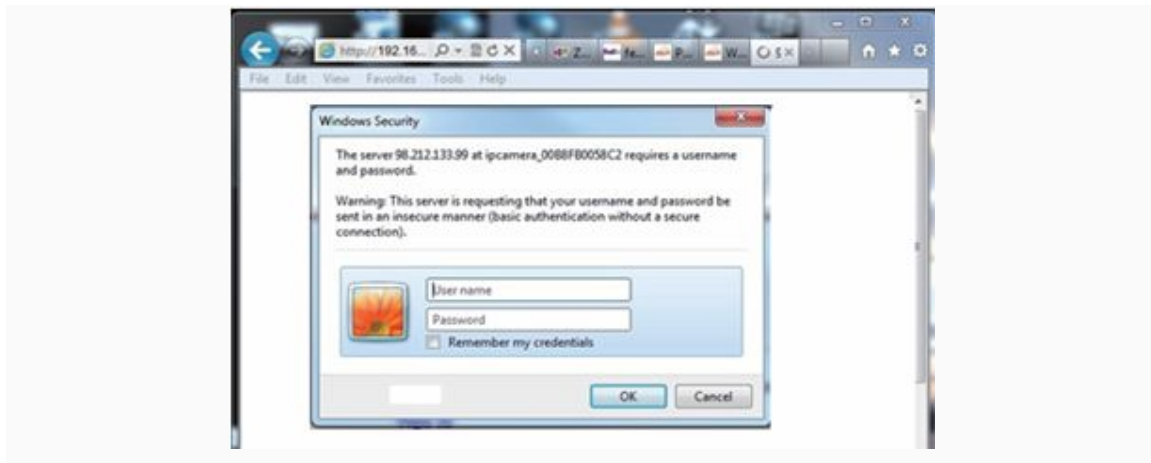 http://192.16...
File Edit View Favorites Tools Help
Windows Security
The server 98.212.133.99 at ipcamera_00B8FB0058C2 requires a username
and password.
Warning: This server is requesting that your username and password be
sent in an insecure manner (basic authentication without a secure
connection).
User name
Password
Remember my credentials
OK Cancel